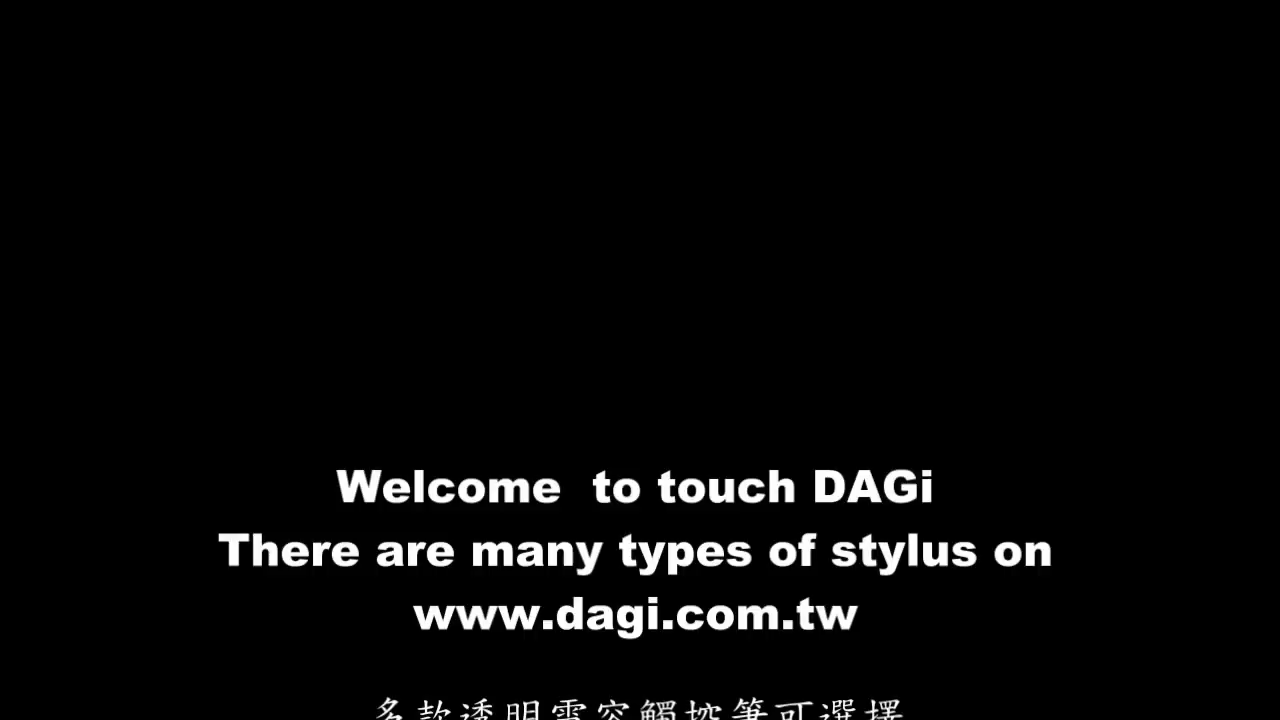 Welcome  to touch DAGi
There are many types of stylus on
www.dagi.com.tw
多款透明電容觸控筆可選擇